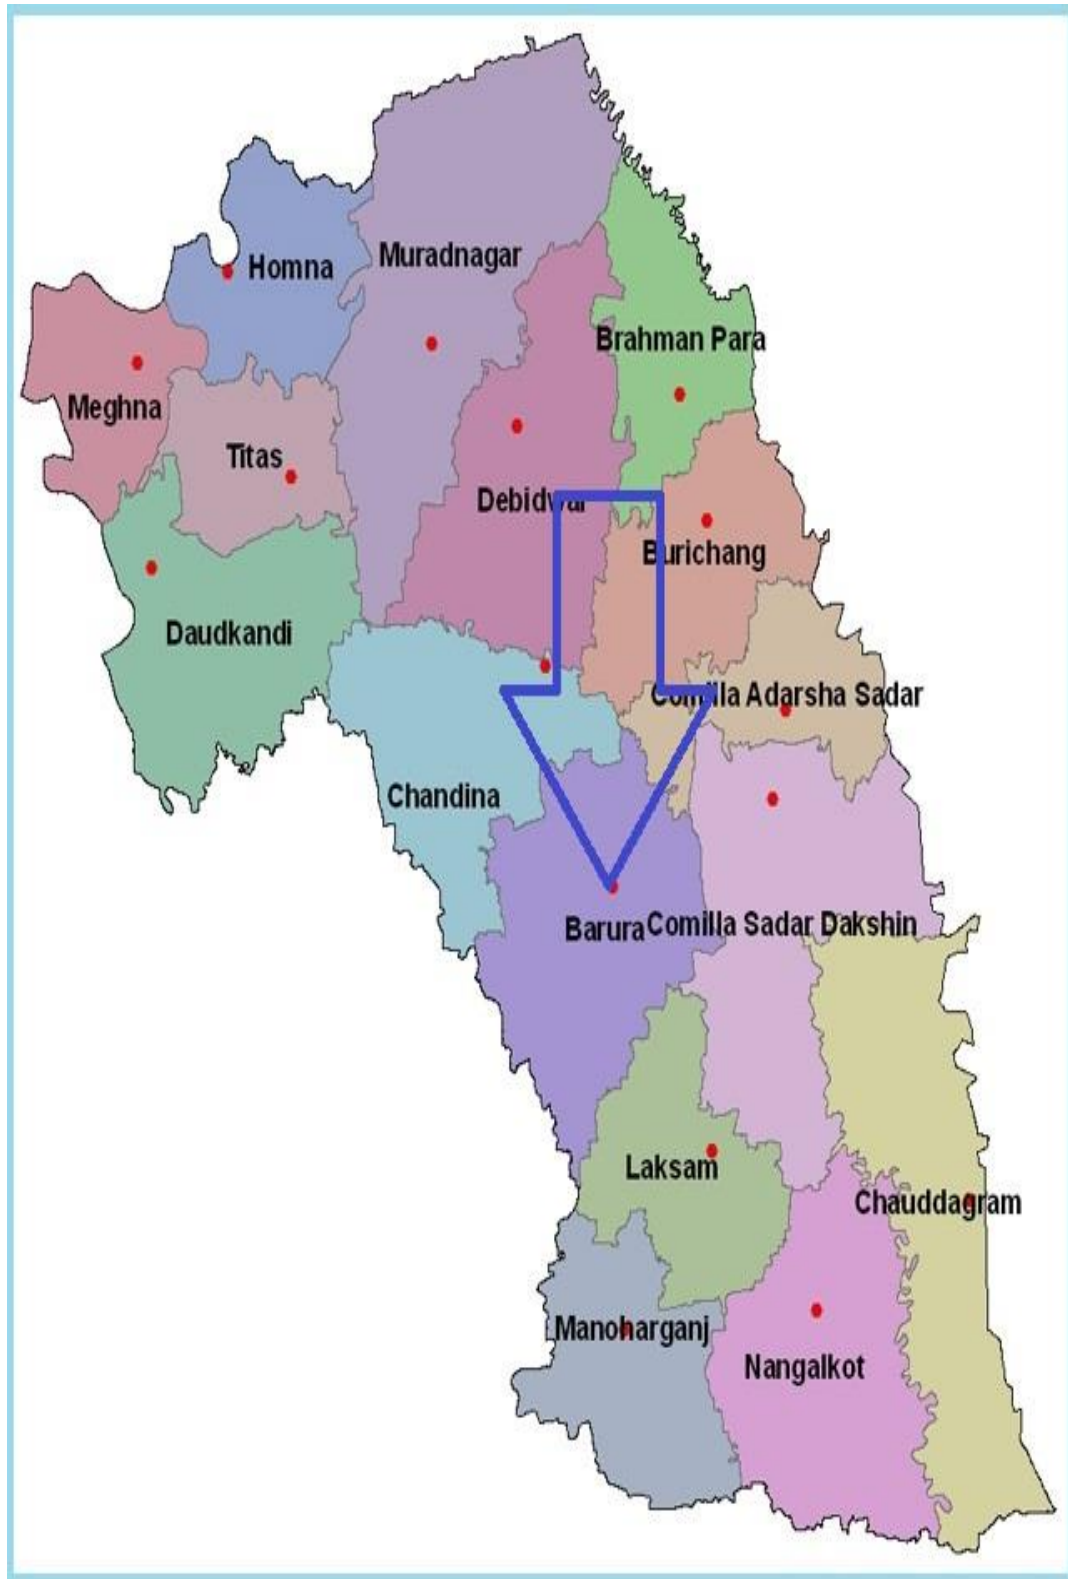 Muradnagar
Homna
Brahman Para
Meghna
Titas
Debidwar
Burichang
Daudkandi
Comilla Adarsha Sadar
Chandina
Barura
Comilla Sadar Dakshin
Laksam
Chauddagram
Manoharganj
Nangalkot